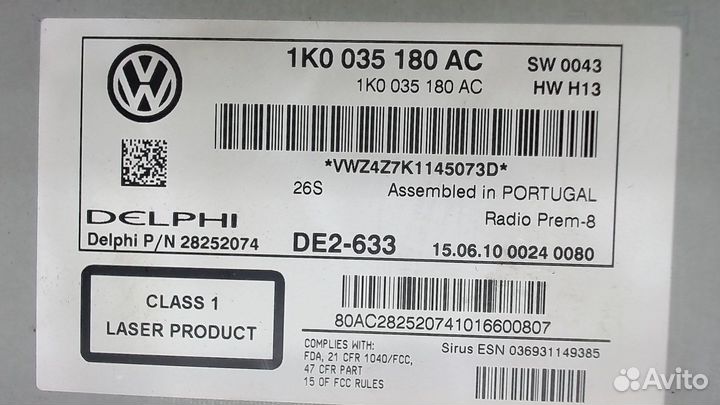 1K0 035 180 AC SW 0043
1K0 035 180 AC HW H13
*VWZ4Z7K1145073D*
26S Assembled in PORTUGAL
DELPHI Radio Prem-8
Delphi P/N 28252074 DE2-633 15.06.10 0024 0080
CLASS 1
LASER PRODUCT
80AC282520741016600807
COMPLIES WITH: Sirus ESN 036931149385
FDA, 21 CFR 1040/FCC,
47 CFR PART
15 OF FCC RULES
Avito